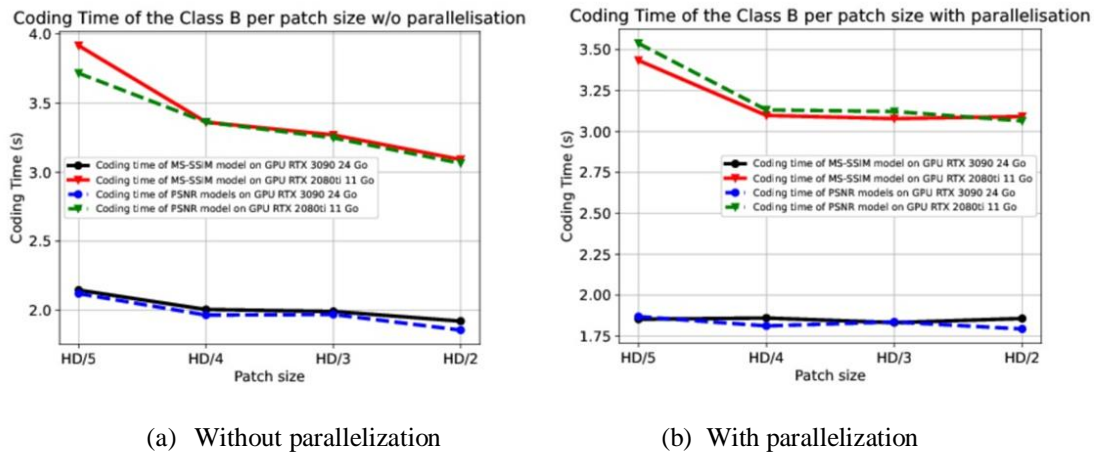 Coding Time of the Class B per patch size w/o parallelisation
4.0
3.5
3.0
2.5
2.0
Coding Time (s)
Coding time of MS-SSiM model on GPU RTX 3090 24 Go
Coding time of MS-SSiM model on GPU RTX 2080ti 11 Go
Coding time of PSNR models on GPU RTX 3090 24 Go
Coding time of PSNR models on GPU RTX 2080ti 11 Go
HD/5 HD/4 HD/3 HD/2
Patch size
Coding Time of the Class B per patch size with parallelisation
3.50
3.25
3.00
2.75
2.50
2.25
2.00
1.75
Coding Time (s)
Coding time of MS-SSiM model on GPU RTX 3090 24 Go
Coding time of MS-SSiM model on GPU RTX 2080ti 11 Go
Coding time of PSNR models on GPU RTX 3090 24 Go
Coding time of PSNR model on GPU RTX 2080ti 11 Go
HD/5 HD/4 HD/3 HD/2
Patch size
(a) Without parallelization
(b) With parallelization